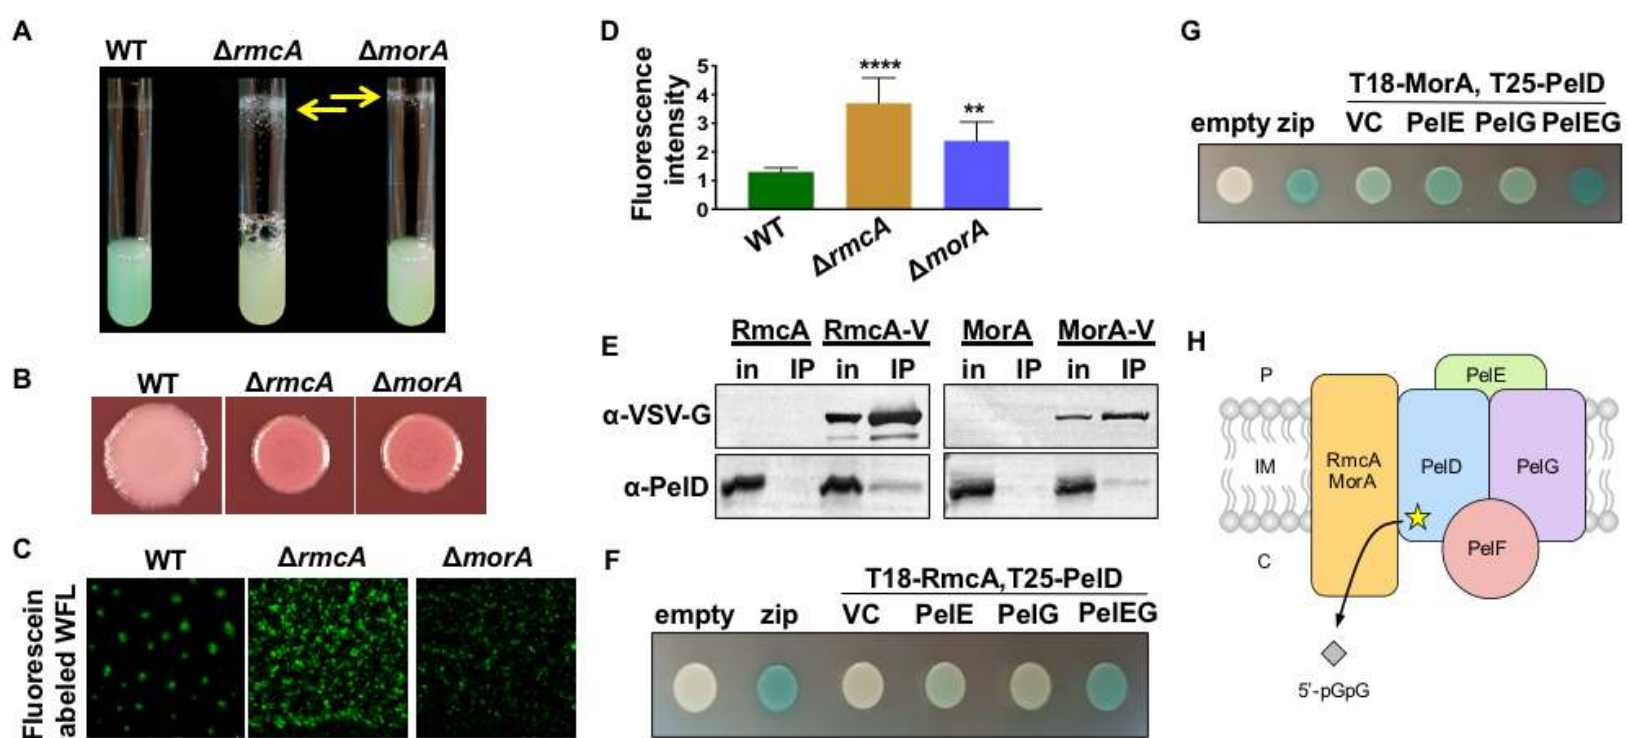 A
WT ΔrmcA ΔmorA
B
WT ΔrmcA ΔmorA
C
WT ΔrmcA ΔmorA
Fluorescein
abeled WFL
D
Fluorescence
intensity
5
4
3
2
1
0
****
**
WT
ΔrmcA
ΔmorA
E
RmcA RmcA-V MorA MorA-V
in IP in IP in IP in IP
α-VSV-G
α-PelD
F
T18-RmcA,T25-PelD
empty zip VC PelE PelG PelEG
G
T18-MorA, T25-PelD
empty zip VC PelE PelG PelEG
H
P
IM
C
RmcA
MorA
PelE
PelD
PelG
PelF
5'-pGpG